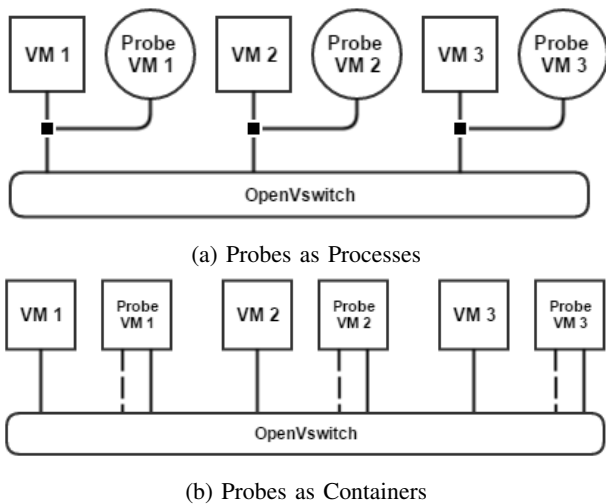 VM 1
Probe
VM 1
VM 2
Probe
VM 2
VM 3
Probe
VM 3
OpenVswitch
(a) Probes as Processes
VM 1
Probe
VM 1
VM 2
Probe
VM 2
VM 3
Probe
VM 3
OpenVswitch
(b) Probes as Containers